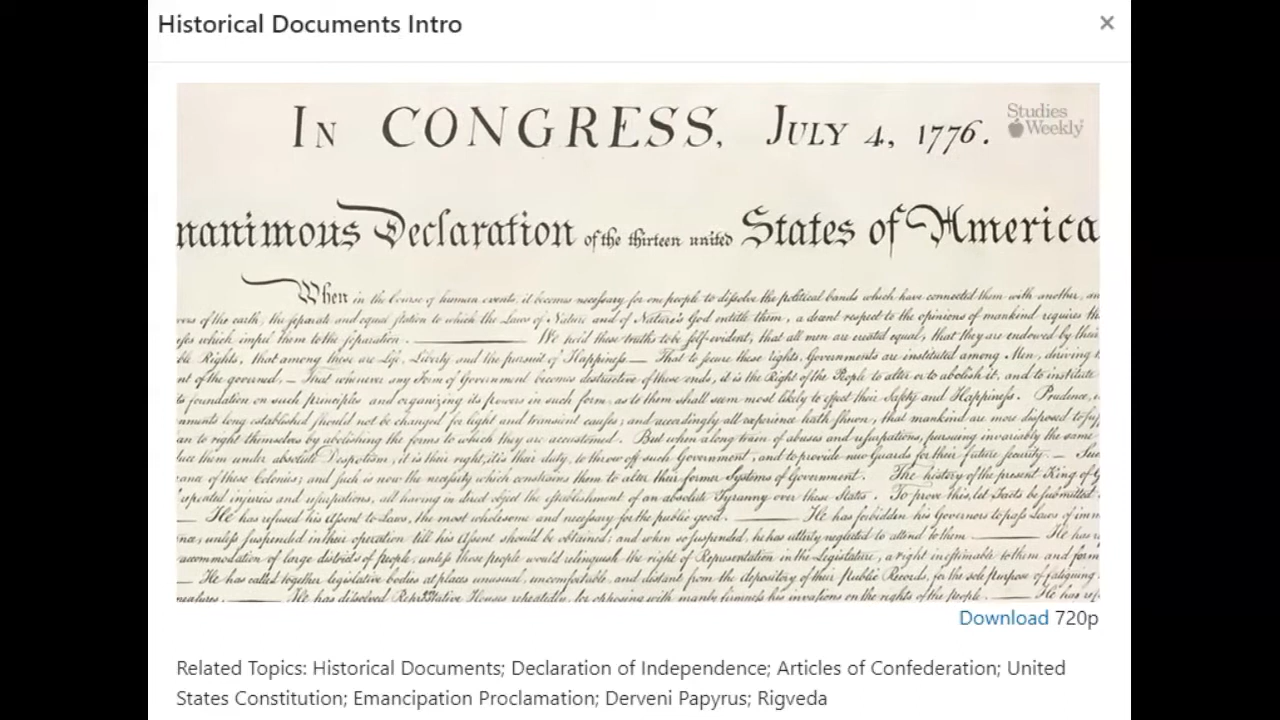 Historical Documents Intro
×
IN CONGRESS, JULY 4, 1776.
Studies
Weekly
nanimous Declaration of the thirteen united States of America
When in the Course of human events, it becomes necessary for one people to dissolve the political bands which have connected them with another, an
of the earth, the separate and equal station to which the Laws of Nature and of Nature's God entitle them, a decent respect to the opinions of mankind requires th
which impel them to the separation. We hold these truths to be self-evident, that all men are created equal, that they are endowed by their
ble Rights, that among these are Life, Liberty and the pursuit of Happiness.— That to secure these rights, Governments are instituted among Men, deriving
nt of the governed, — That whenever any Form of Government becomes destructive of these ends, it is the Right of the People to alter or to abolish it, and to institute
foundation on such principles and organizing its powers in such form, as to them shall seem most likely to effect their Safety and Happiness. Prudence,
ments long established should not be changed for light and transient causes; and accordingly all experience hath shewn, that mankind are more disposed to
an to right themselves by abolishing the forms to which they are accustomed. But when a long train of abuses and usurpations, pursuing invariably the same
them under absolute Despotism, it is their right, it is their duty, to throw off such Government, and to provide new Guards for their future security. —
of these Colonies; and such is now the necessity which constrains them to alter their former Systems of Government. The history of the present King of G
repeated injuries and usurpations, all having in direct object the establishment of an absolute Tyranny over these States. To prove this, let Facts be submitted
He has refused his Assent to Laws, the most wholesome and necessary for the public good. He has forbidden his Governors to pass Laws of imm
unless suspended in their operation till his Assent should be obtained; and when so suspended, he has utterly neglected to attend to them. He has
accommodation of large districts of people, unless those people would relinquish the right of Representation in the Legislature, a right inestimable to them and
He has called together legislative bodies at places unusual, uncomfortable, and distant from the depository of their Public Records, for the sole purpose of fatiguing
He has dissolved Houses repeatedly, for opposing with manly firmness his invasions on the rights of the people. He has
Download 720p
Related Topics: Historical Documents; Declaration of Independence; Articles of Confederation; United
States Constitution; Emancipation Proclamation; Derveni Papyrus; Rigveda